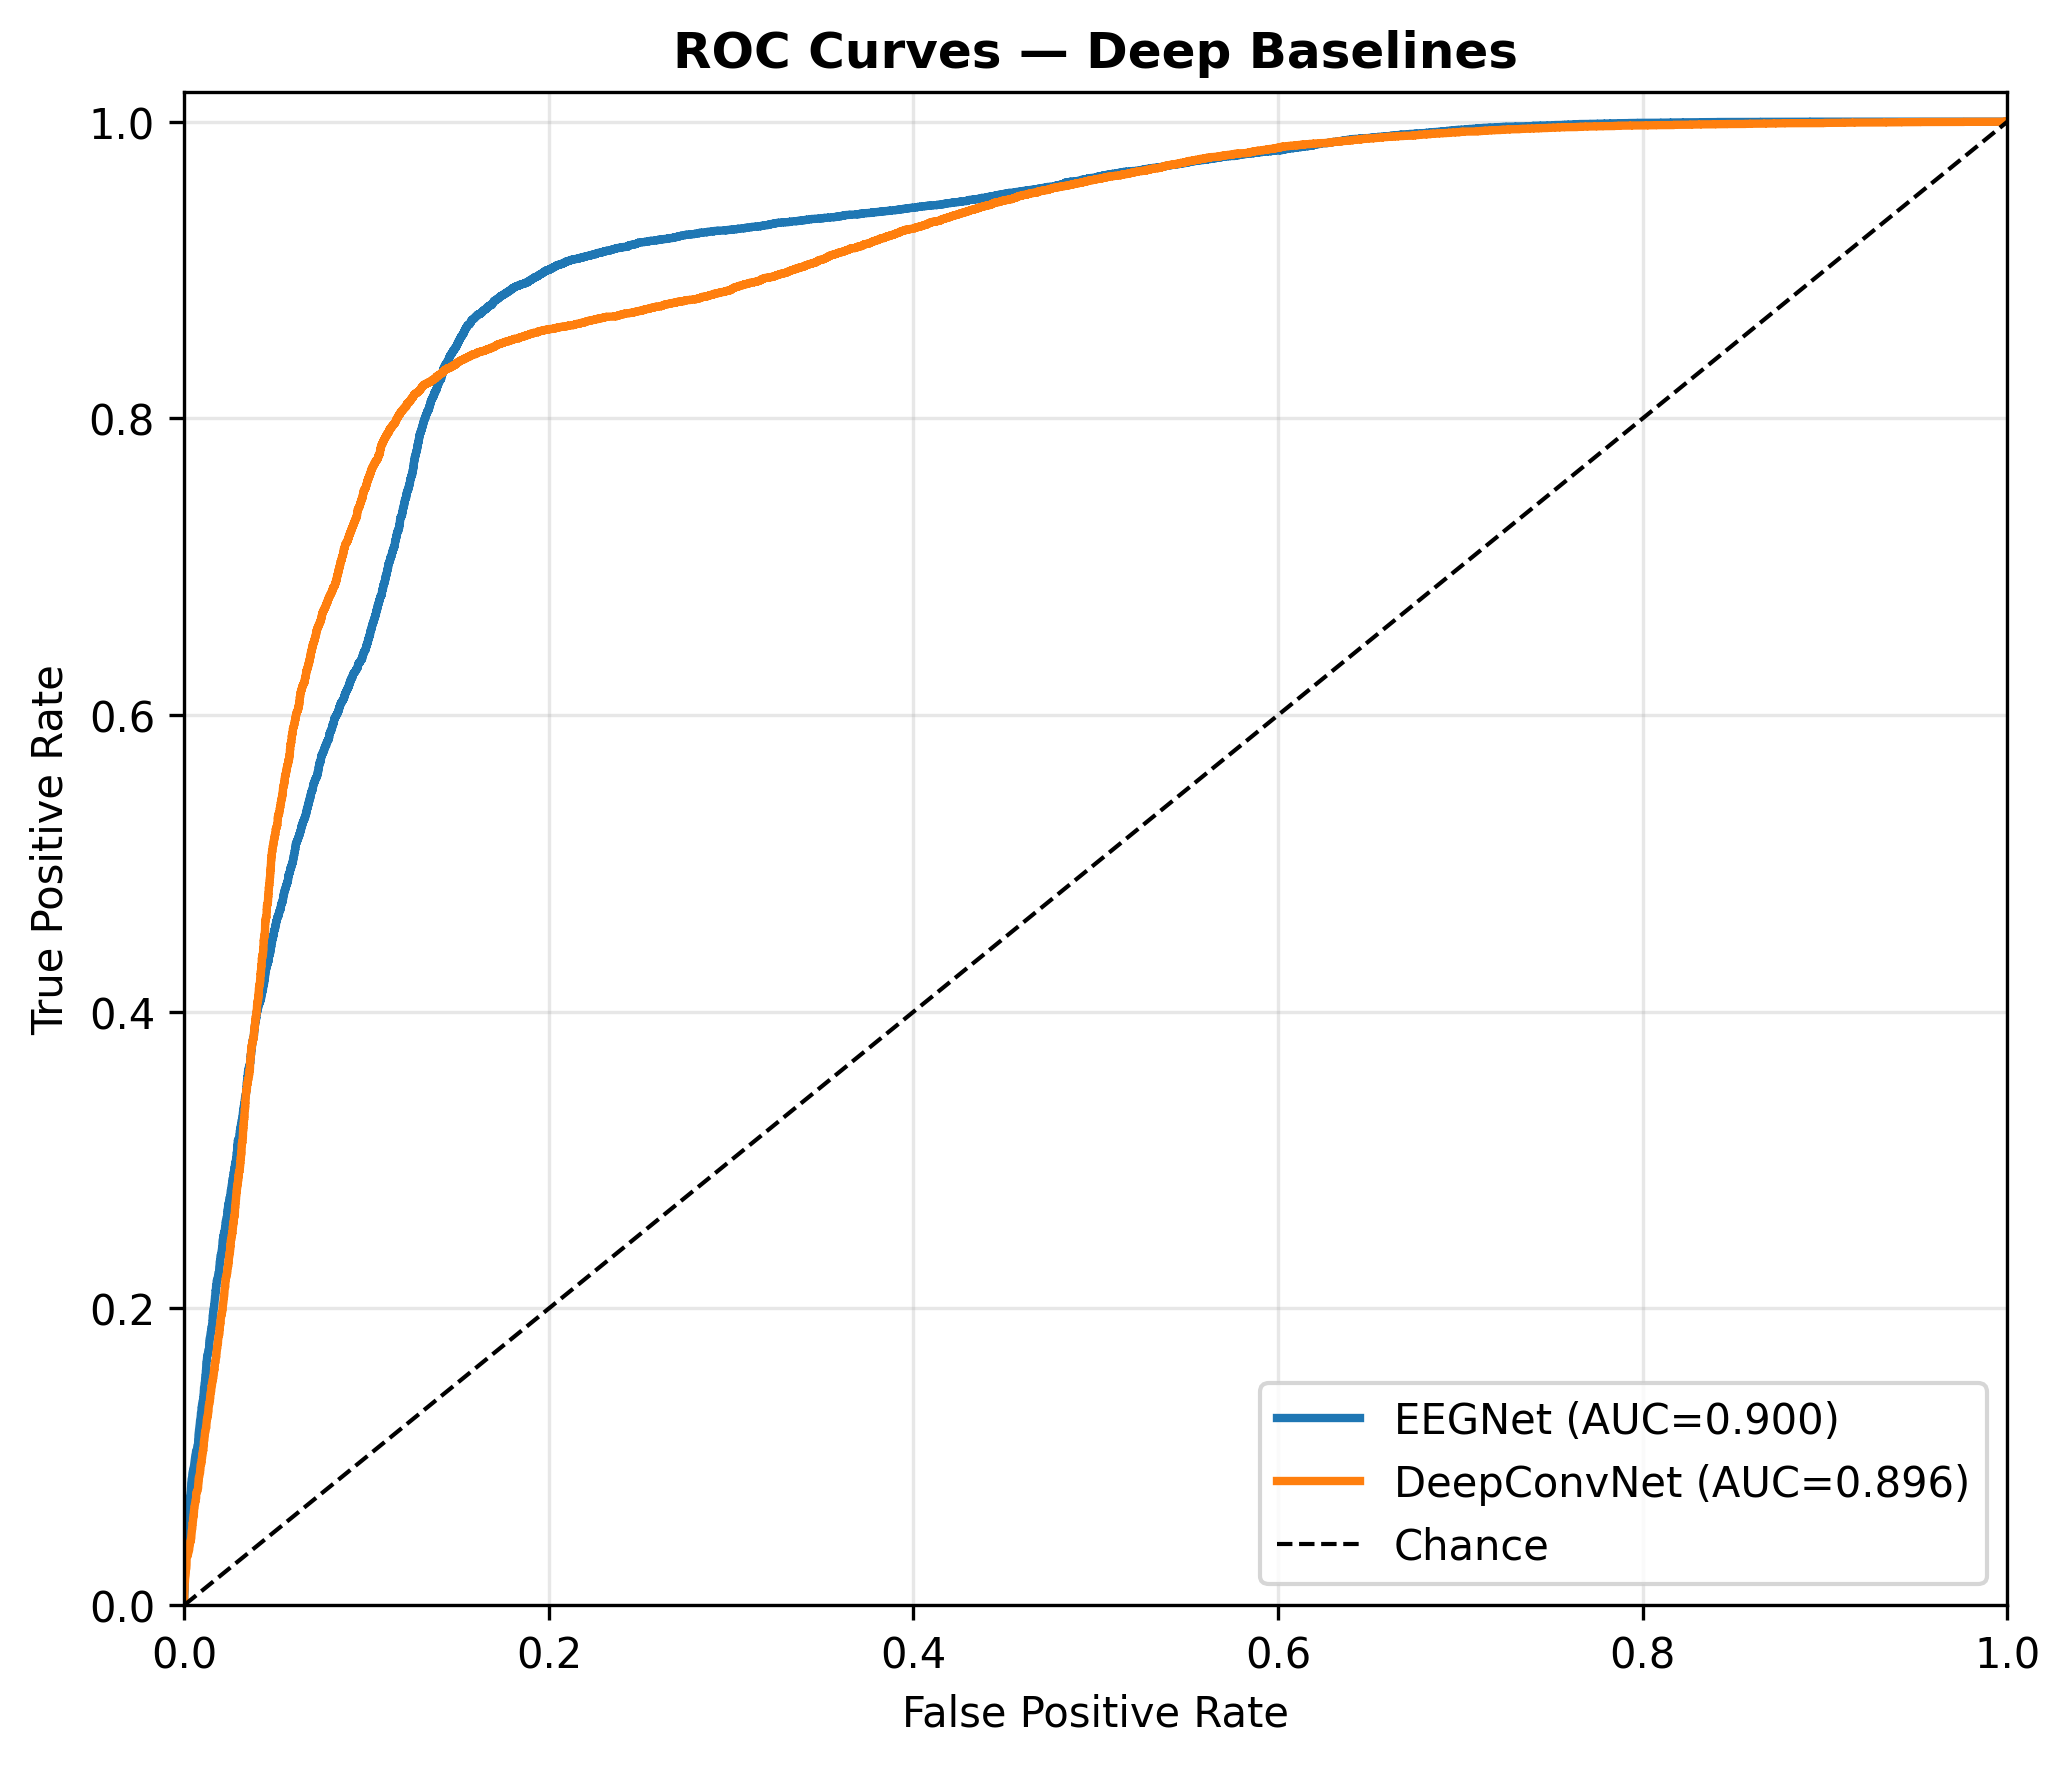 ROC Curves — Deep Baselines
1.0
0.8
0.6
0.4
0.2
0.0
True Positive Rate
0.0 0.2 0.4 0.6 0.8 1.0
False Positive Rate
EEGNet (AUC=0.900)
DeepConvNet (AUC=0.896)
Chance